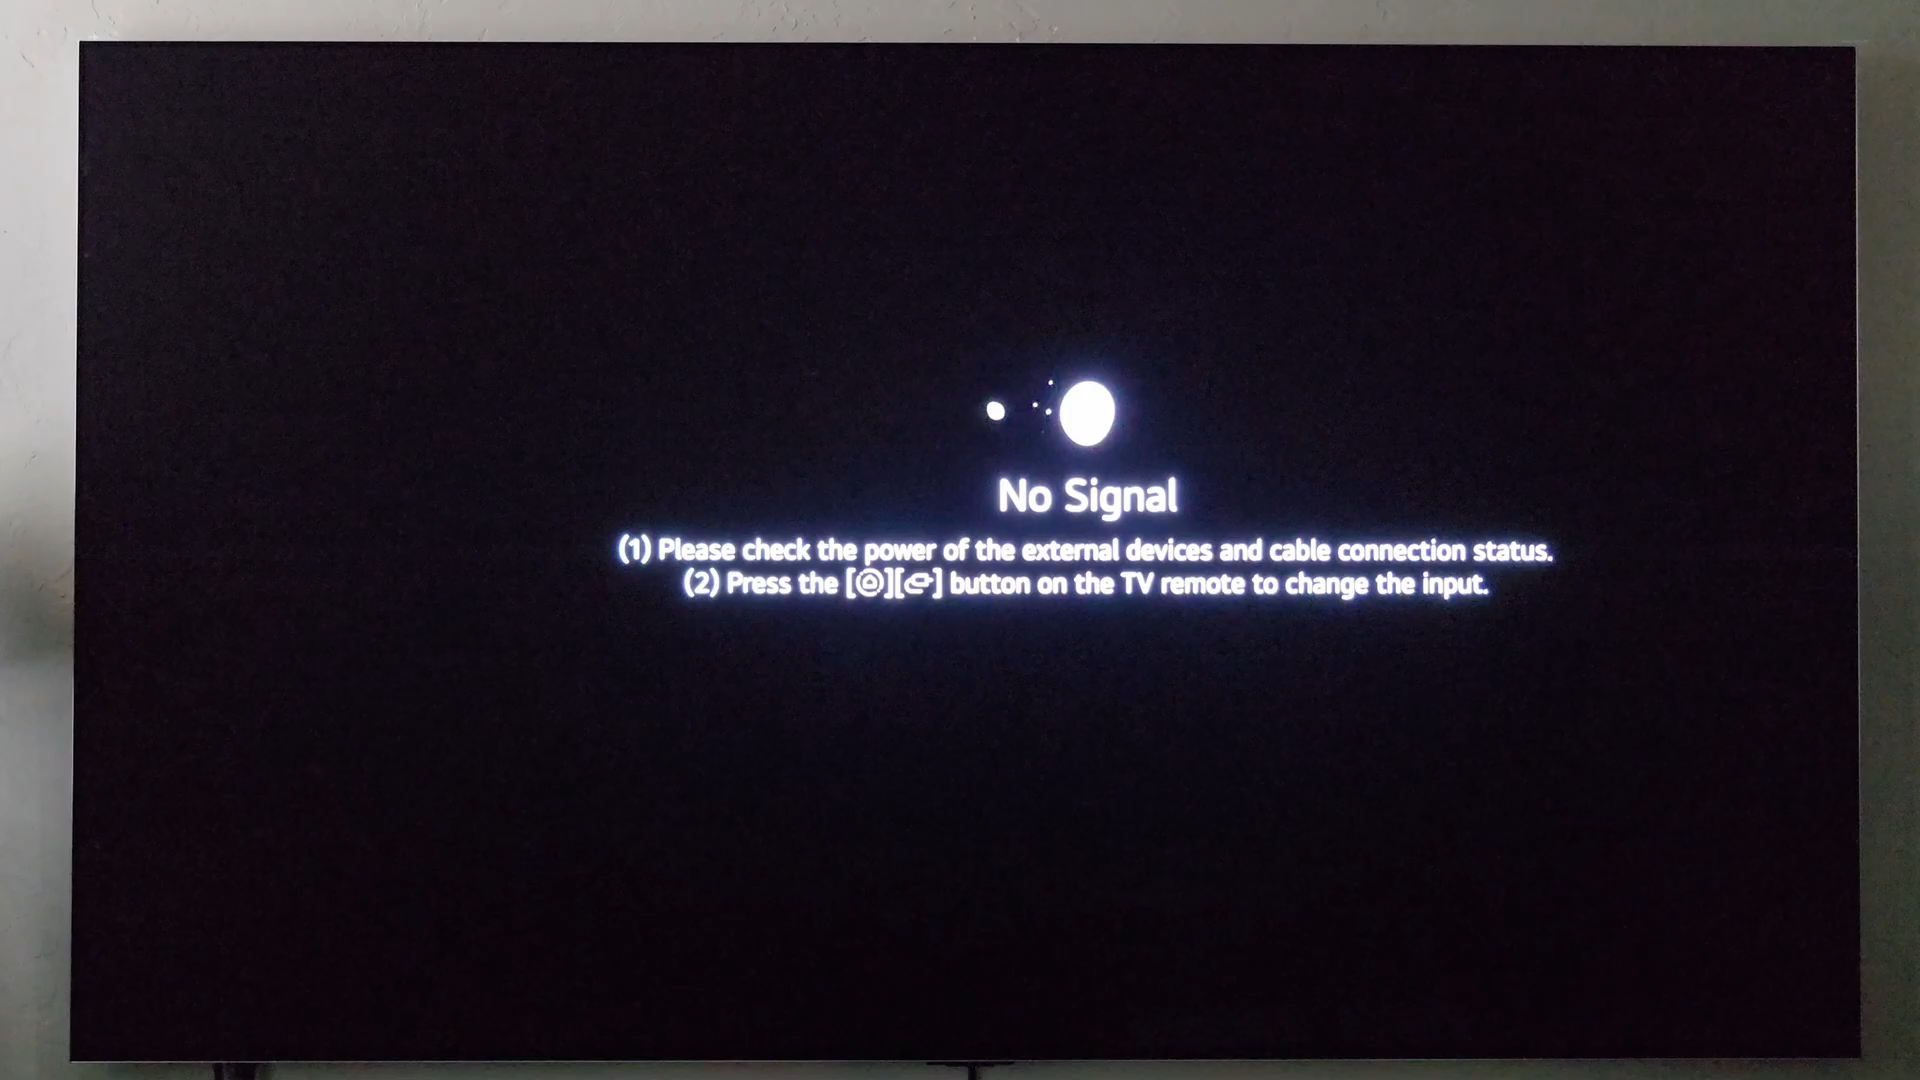 No Signal
(1) Please check the power of the external devices and cable connection status.
(2) Press the [][] button on the TV remote to change the input.